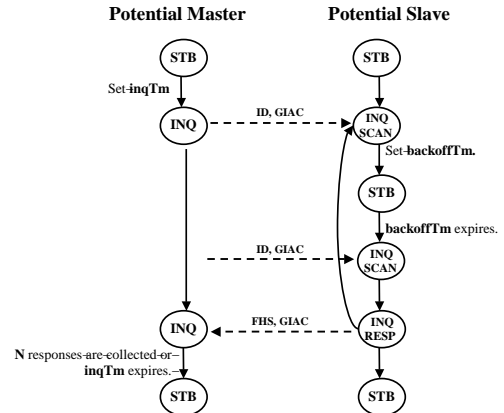 Potential Master
Potential Slave
STB
STB
Set inqTm
INQ
ID, GIAC
INQ
SCAN
Set backoffTm.
STB
backoffTm expires.
ID, GIAC
INQ
SCAN
INQ
FHS, GIAC
INQ
RESP
N responses are collected or
inqTm expires.
STB
STB